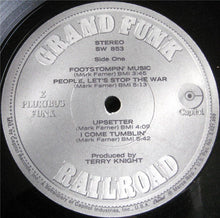 GRAND FUNK
STEREO
SW 853
Side One
FOOTSTOMPIN' MUSIC
(Mark Farner) BMI 3:45
PEOPLE, LET'S STOP THE WAR
(Mark Farner) BMI 5:13
E
PLURIBUS
FUNK
Capitol
UPSETTER
(Mark Farner) BMI 4:09
I COME TUMBLIN'
(Mark Farner) BMI 5:42
Produced by
TERRY KNIGHT
RAILROAD